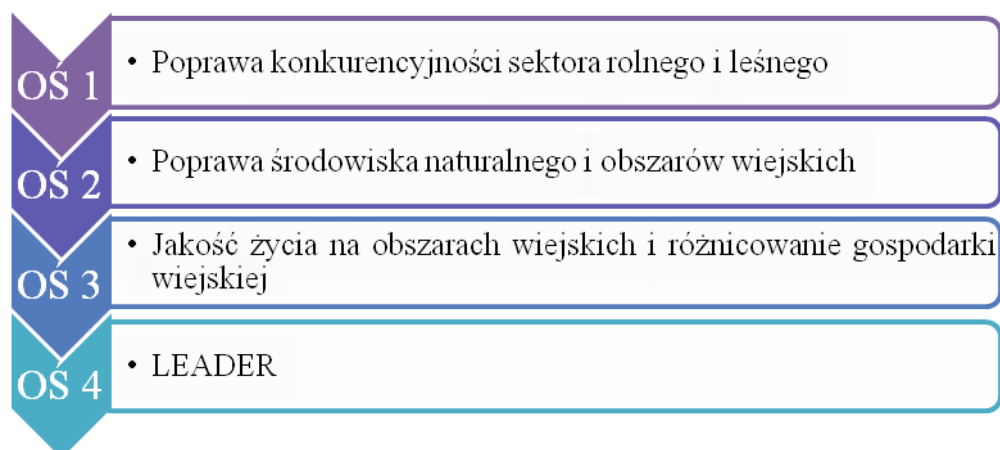 OŚ 1
• Poprawa konkurencyjności sektora rolnego i leśnego
OŚ 2
• Poprawa środowiska naturalnego i obszarów wiejskich
OŚ 3
• Jakość życia na obszarach wiejskich i różnicowanie gospodarki
wiejskiej
OŚ 4
• LEADER